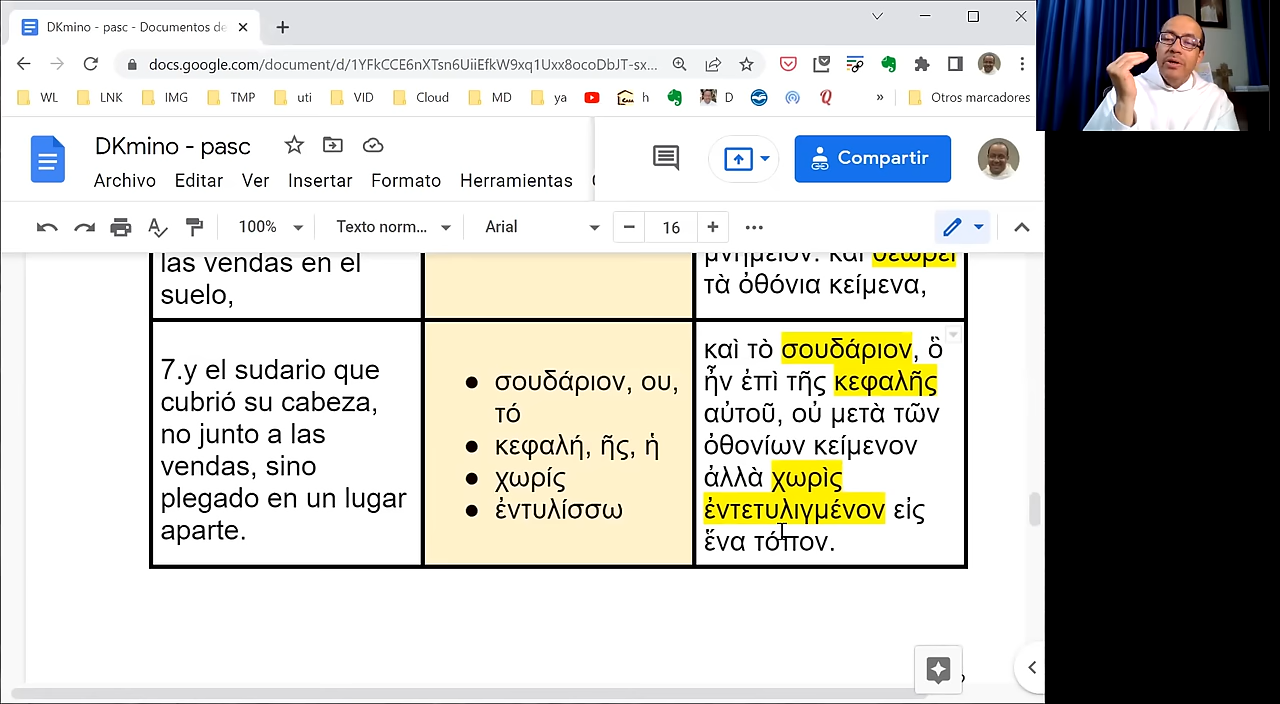 DKmino - pasc - Documentos de
docs.google.com/document/d/1YFkCCE6nXTsn6UiiEfkW9xq1Uxx8ocoDbJT-sx...
WL LNK IMG TMP uti VID Cloud MD ya h D » Otros marcadores
DKmino - pasc
Compartir
Archivo Editar Ver Insertar Formato Herramientas
100% Texto norm... Arial 16
las vendas en el
suelo,
μνημεῖον. καὶ θεωρεῖ
τὰ ὀθόνια κείμενα,
7.y el sudario que
cubrió su cabeza,
no junto a las
vendas, sino
plegado en un lugar
aparte.
σουδάριον, ου,
τό
κεφαλή, ῆς, ἡ
χωρίς
ἐντυλίσσω
καὶ τὸ σουδάριον, ὃ
ἦν ἐπὶ τῆς κεφαλῆς
αὐτοῦ, οὐ μετὰ τῶν
ὀθονίων κείμενον
ἀλλὰ χωρὶς
ἐντετυλιγμένον εἰς
ἕνα τόπον.